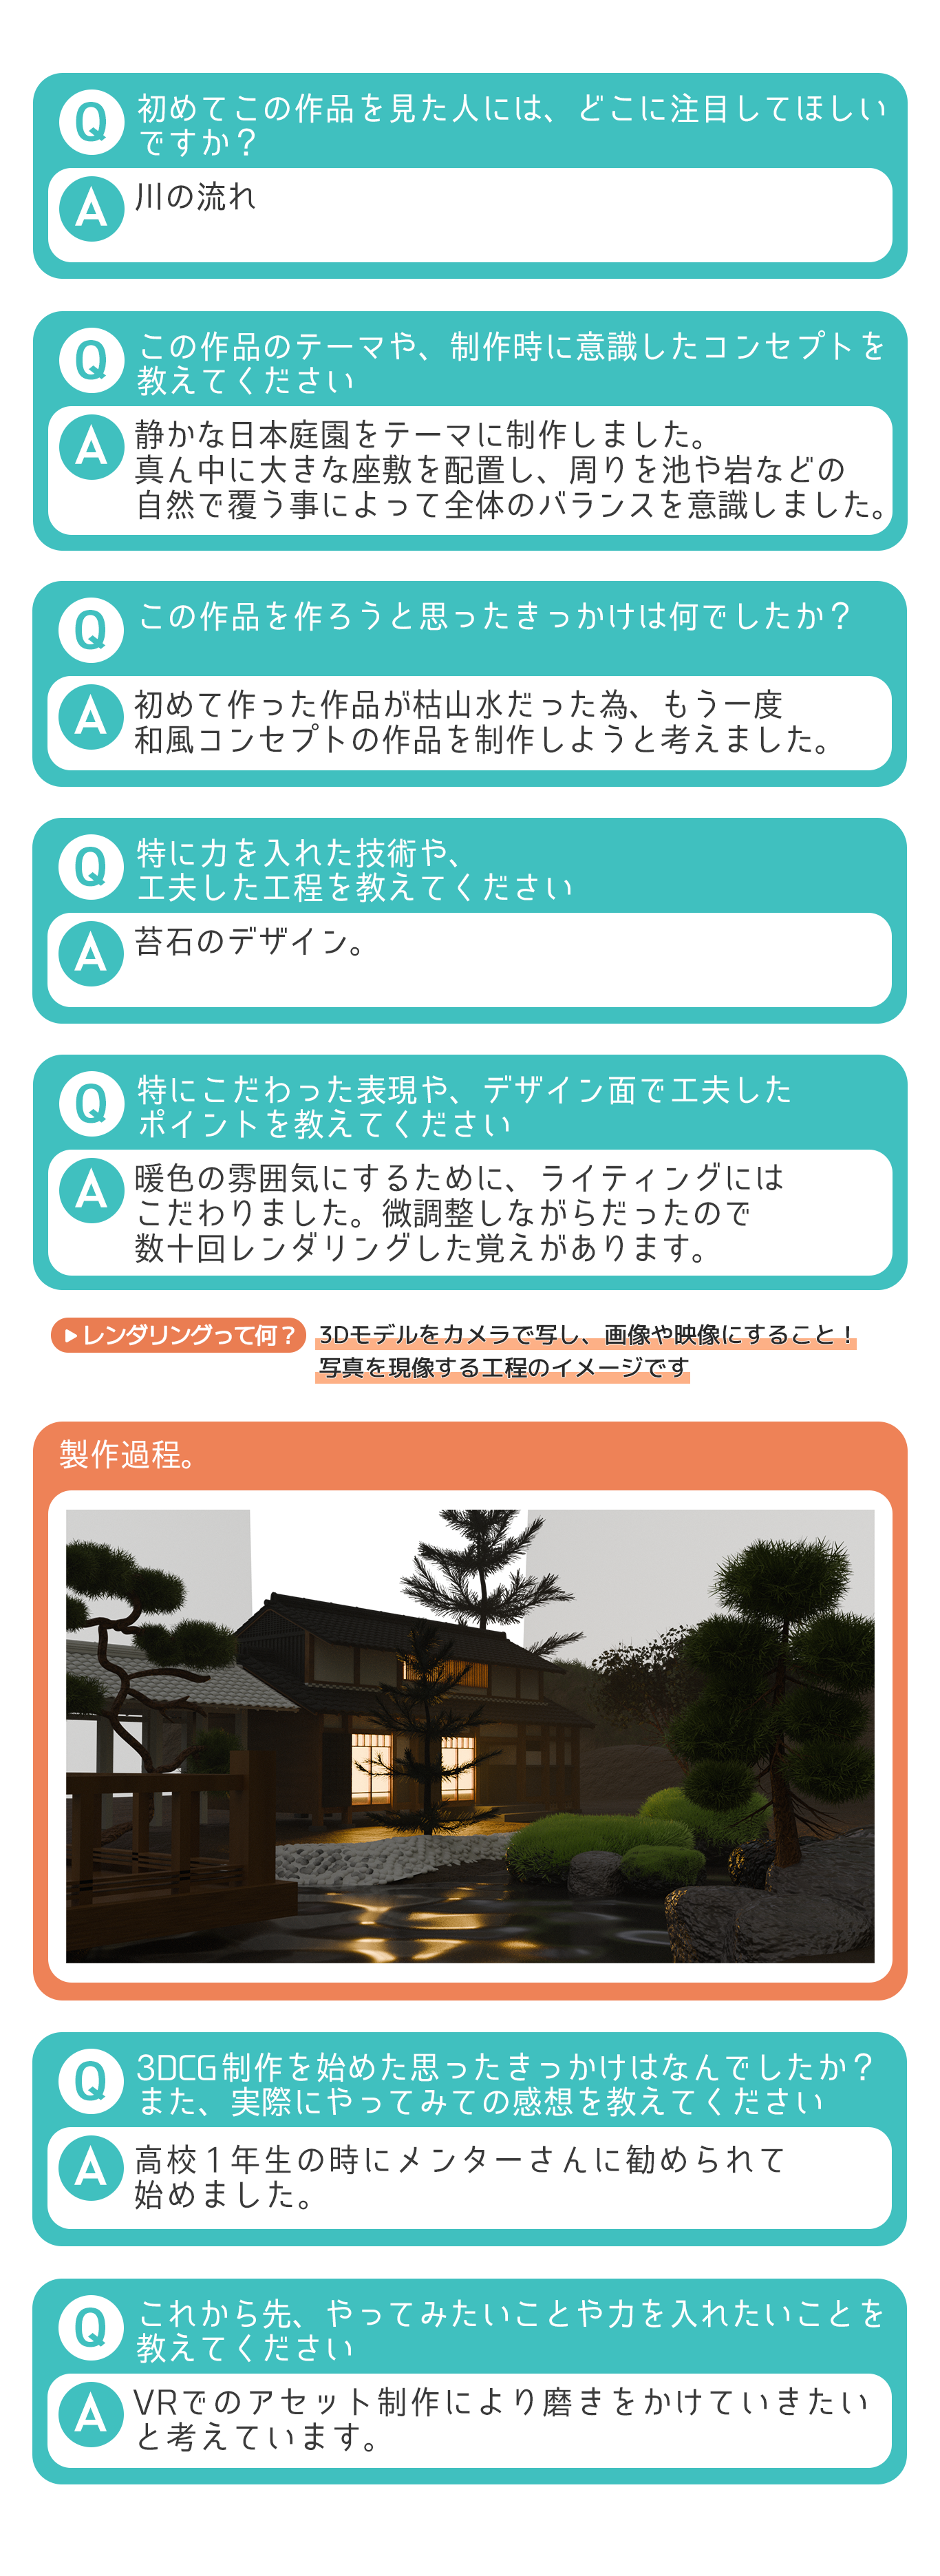 Q 初めてこの作品を見た人には、どこに注目してほしい
ですか？
A 川の流れ
Q この作品のテーマや、制作時に意識したコンセプトを
教えてください
A 静かな日本庭園をテーマに制作しました。
真ん中に大きな座敷を配置し、周りを池や岩などの
自然で覆う事によって全体のバランスを意識しました。
Q この作品を作ろうと思ったきっかけは何でしたか？
A 初めて作った作品が枯山水だった為、もう一度
和風コンセプトの作品を制作しようと考えました。
Q 特に力を入れた技術や、
工夫した工程を教えてください
A 苔石のデザイン。
Q 特にこだわった表現や、デザイン面で工夫した
ポイントを教えてください
A 暖色の雰囲気にするために、ライティングには
こだわりました。微調整しながらだったので
数十回レンダリングした覚えがあります。
レンダリングって何？ 3Dモデルをカメラで写し、画像や映像にすること！
写真を現像する工程のイメージです
製作過程。
Q 3DCG制作を始めた思ったきっかけはなんでしたか？
また、実際にやってみての感想を教えてください
A 高校１年生の時にメンターさんに勧められて
始めました。
Q これから先、やってみたいことや力を入れたいことを
教えてください
A VRでのアセット制作により磨きをかけていきたい
と考えています。